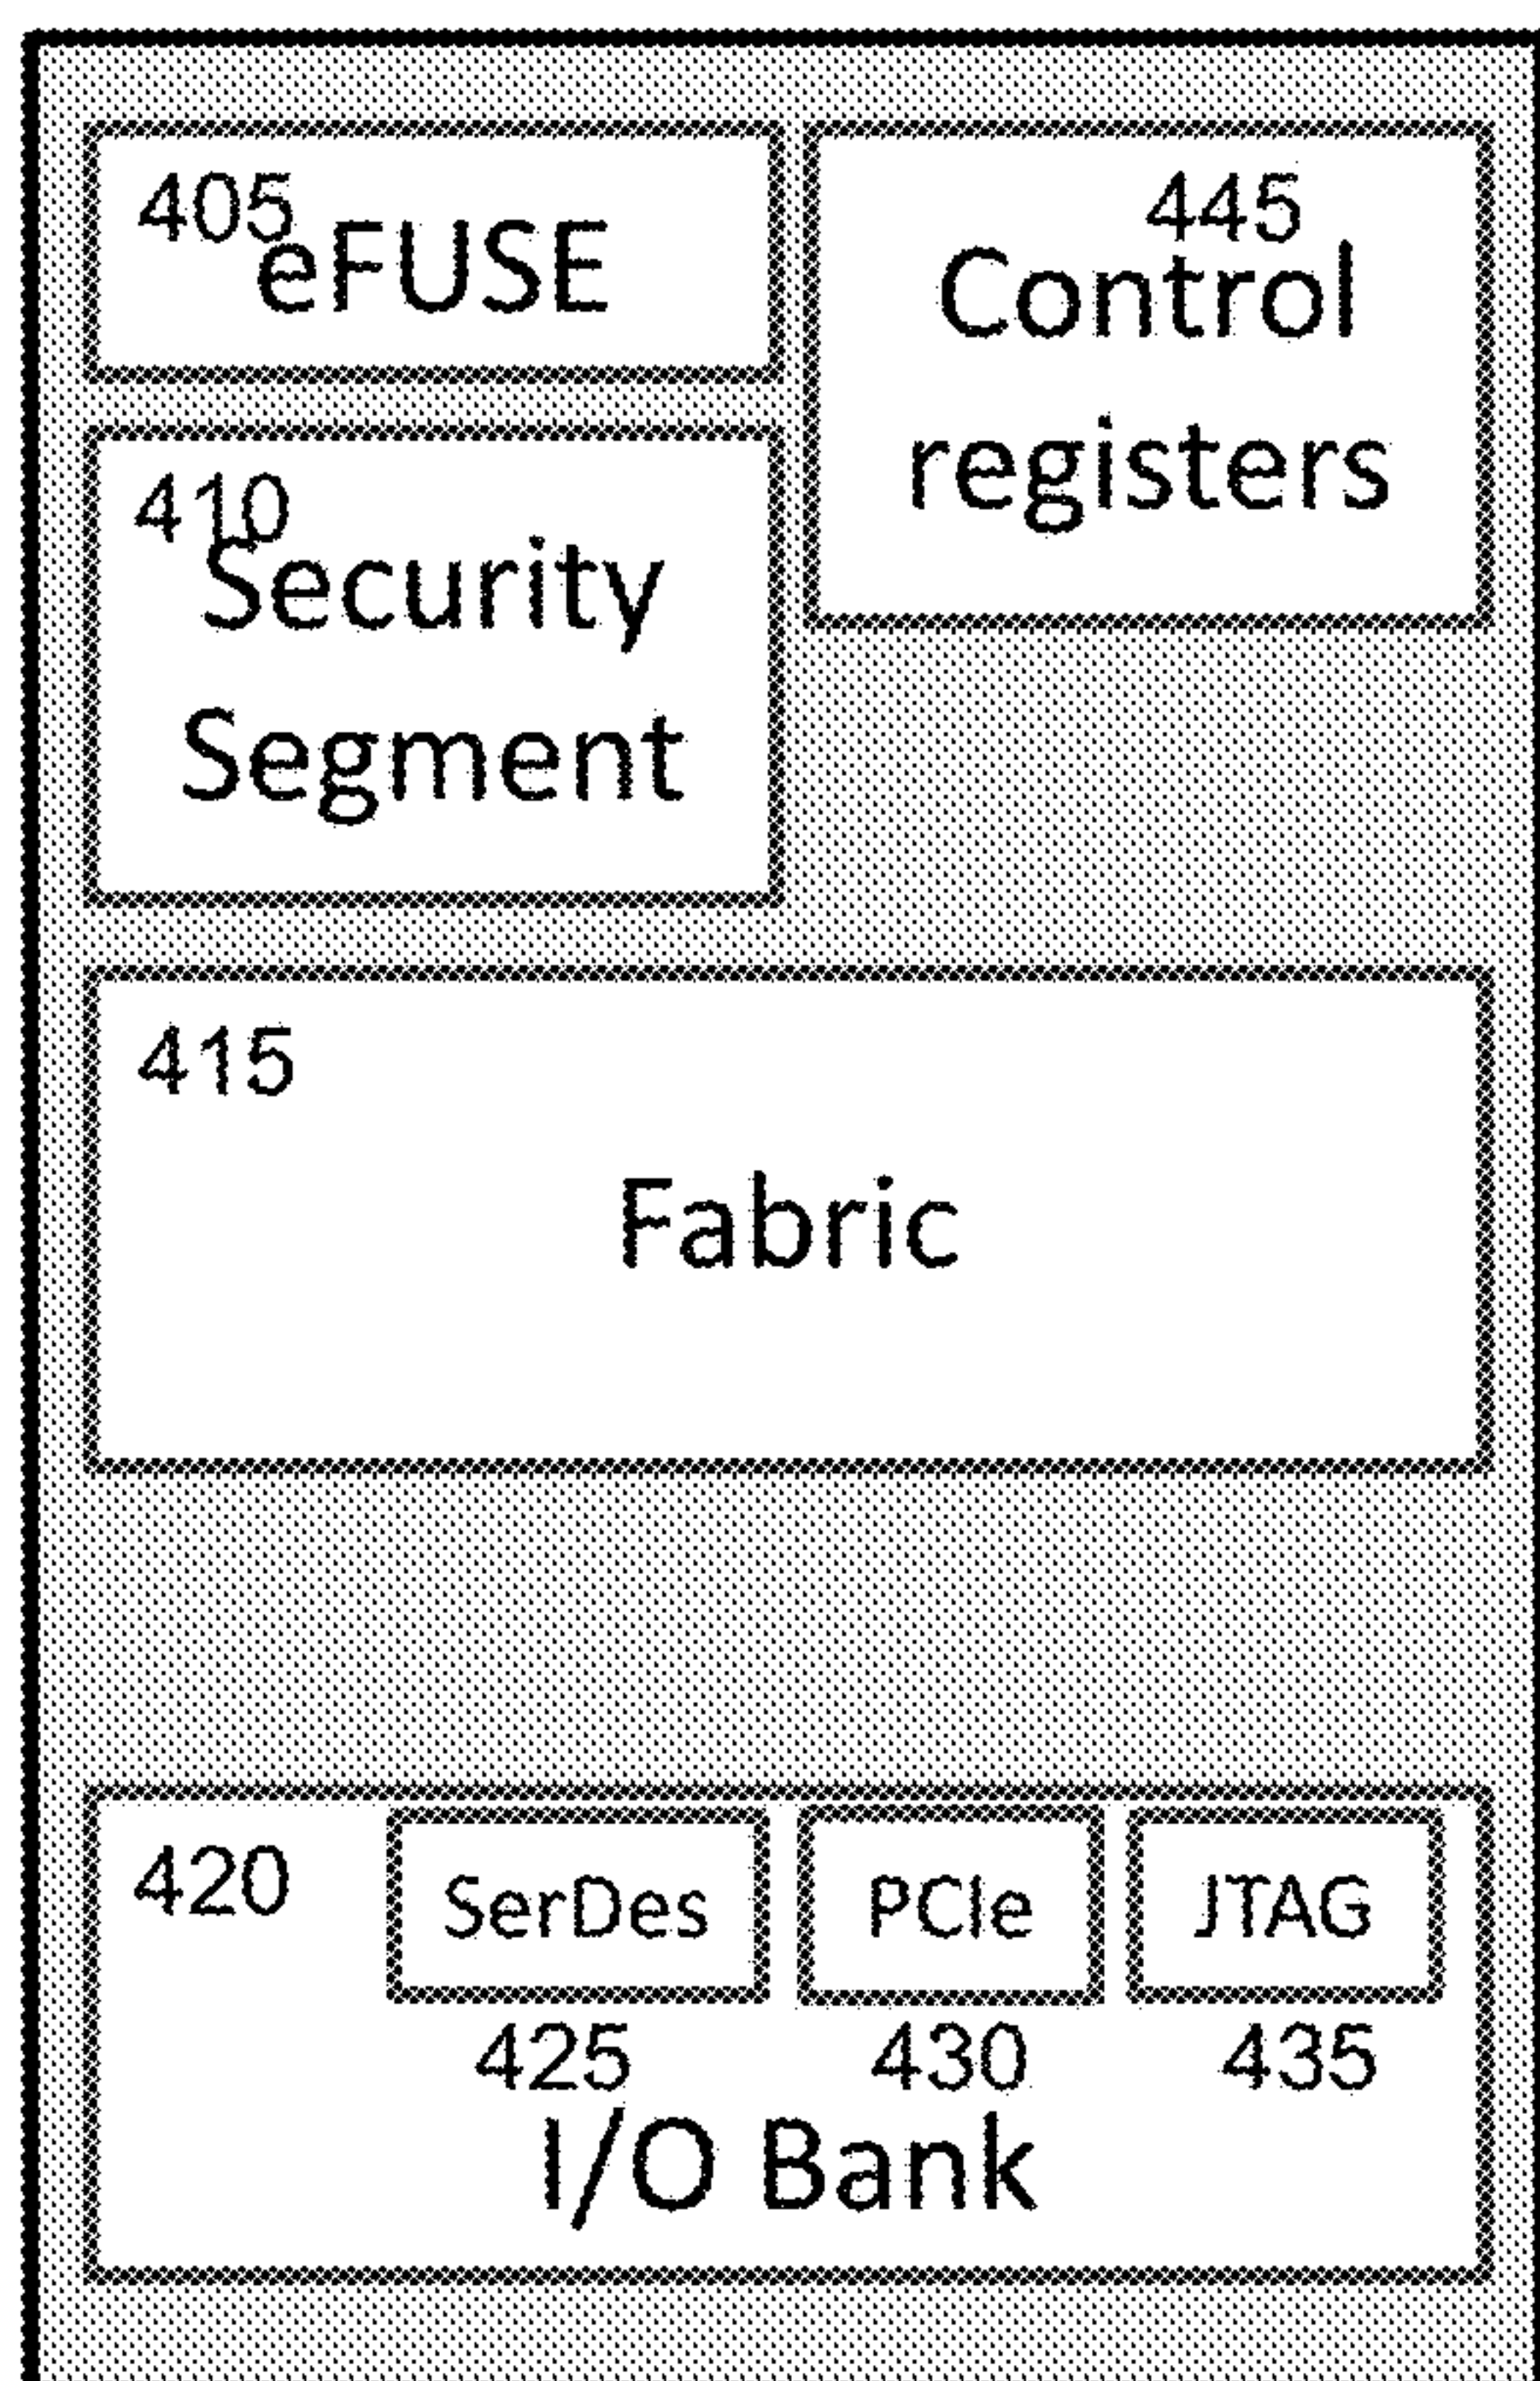 405
eFUSE
445
Control
registers
410
Security
Segment
415
Fabric
420
SerDes
PCIe
JTAG
425
430
435
I/O Bank